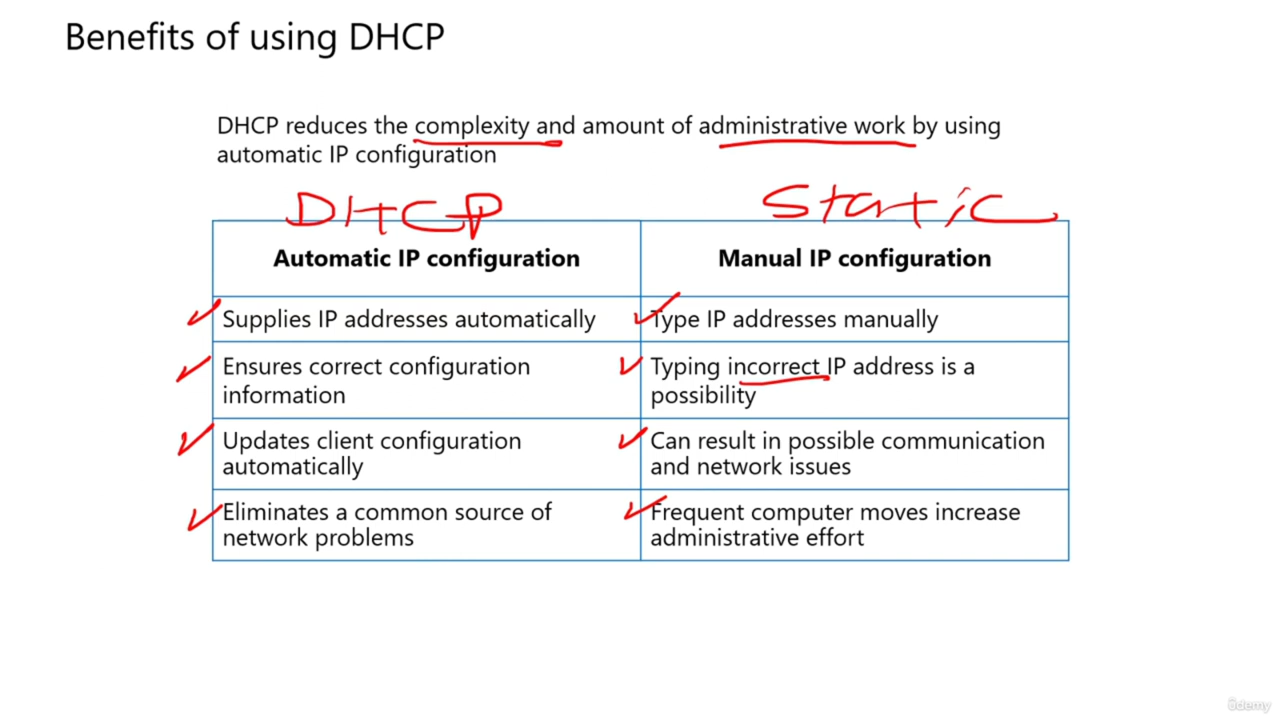 Benefits of using DHCP
DHCP reduces the complexity and amount of administrative work by using
automatic IP configuration
DHCP
Static
Automatic IP configuration
Manual IP configuration
Supplies IP addresses automatically
Type IP addresses manually
Ensures correct configuration
information
Typing incorrect IP address is a
possibility
Updates client configuration
automatically
Can result in possible communication
and network issues
Eliminates a common source of
network problems
Frequent computer moves increase
administrative effort
ûdemy